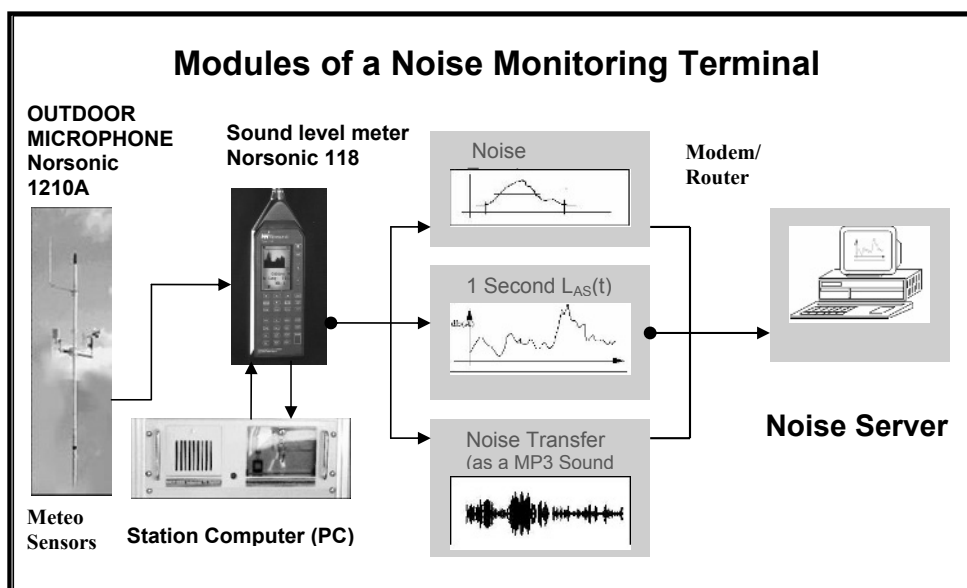 Modules of a Noise Monitoring Terminal
OUTDOOR
MICROPHONE
Norsonic
1210A
Sound level meter
Norsonic 118
Noise
Modem/
Router
1 Second LAS(t)
Noise Transfer
(as a MP3 Sound
Noise Server
Meteo
Sensors
Station Computer (PC)